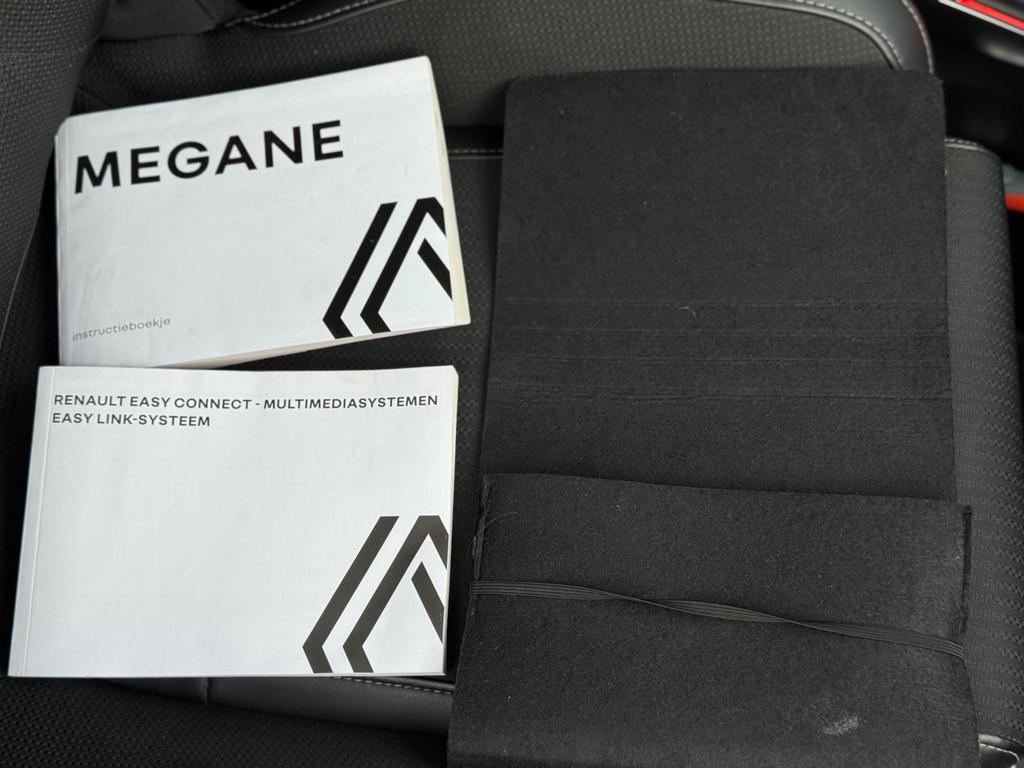 MEGANE
instructieboekje
RENAULT EASY CONNECT - MULTIMEDIASYSTEMEN
EASY LINK-SYSTEEM